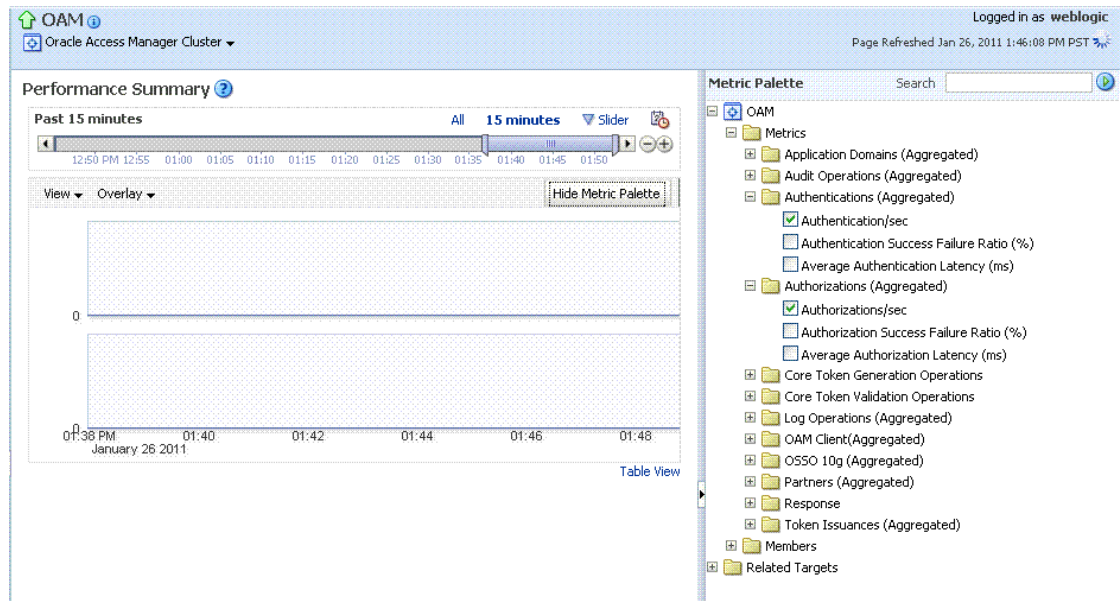 OAM
Logged in as weblogic
Oracle Access Manager Cluster
Page Refreshed Jan 26, 2011 1:46:08 PM PST
Performance Summary
Past 15 minutes
All 15 minutes Slider
12:50 PM 12:55 01:00 01:05 01:10 01:15 01:20 01:25 01:30 01:35 01:40 01:45 01:50
View Overlay Hide Metric Palette
0
0
01:38 PM 01:40 01:42 01:44 01:46 01:48
January 26 2011
Table View
Metric Palette Search
OAM
Metrics
Application Domains (Aggregated)
Audit Operations (Aggregated)
Authentications (Aggregated)
Authentication/sec
Authentication Success Failure Ratio (%)
Average Authentication Latency (ms)
Authorizations (Aggregated)
Authorizations/sec
Authorization Success Failure Ratio (%)
Average Authorization Latency (ms)
Core Token Generation Operations
Core Token Validation Operations
Log Operations (Aggregated)
OAM Client(Aggregated)
OSSO 10g (Aggregated)
Partners (Aggregated)
Response
Token Issuances (Aggregated)
Members
Related Targets